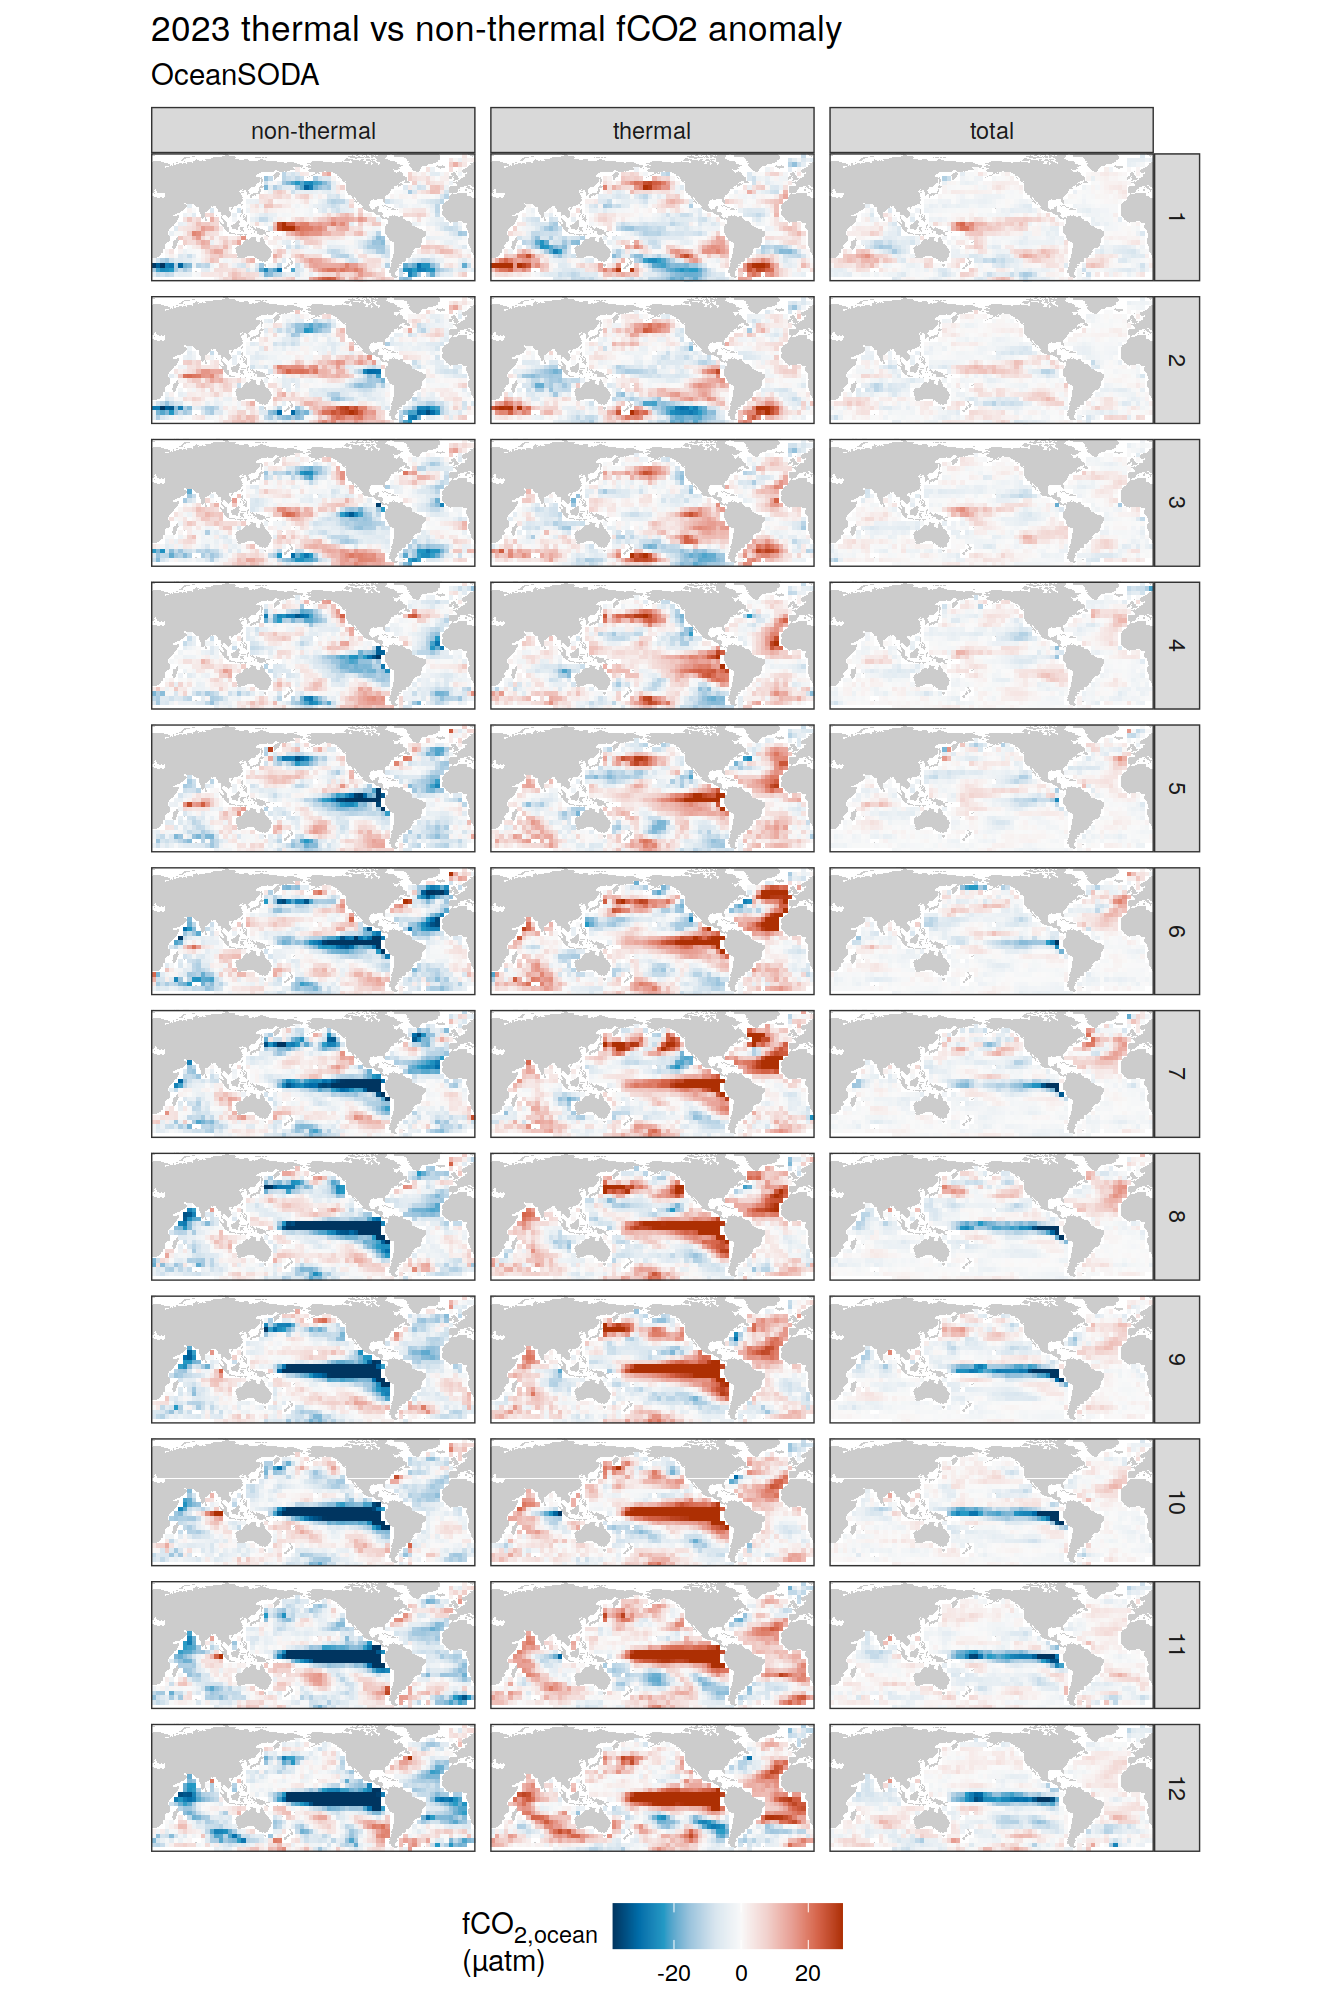 2023 thermal vs non-thermal fCO2 anomaly
OceanSODA
non-thermal thermal total
1
2
3
4
5
6
7
8
9
10
11
12
fCO2,ocean
(µatm)
-20 0 20